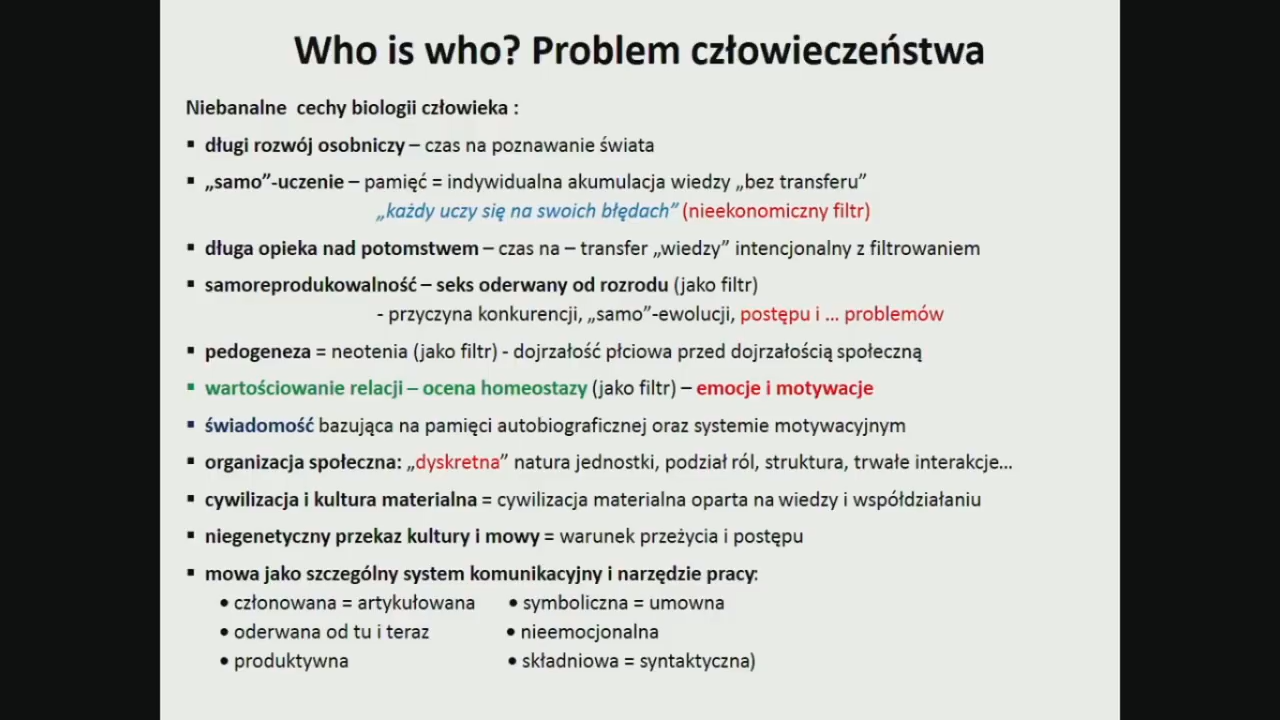 Who is who? Problem człowieczeństwa
Niebanalne cechy biologii człowieka :
▪ długi rozwój osobniczy – czas na poznawanie świata
▪ „samo”-uczenie – pamięć = indywidualna akumulacja wiedzy „bez transferu”
„każdy uczy się na swoich błędach” (nieekonomiczny filtr)
▪ długa opieka nad potomstwem – czas na – transfer „wiedzy” intencjonalny z filtrowaniem
▪ samoreprodukowalność – seks oderwany od rozrodu (jako filtr)
- przyczyna konkurencji, „samo”-ewolucji, postępu i ... problemów
▪ pedogeneza = neotenia (jako filtr) - dojrzałość płciowa przed dojrzałością społeczną
▪ wartościowanie relacji – ocena homeostazy (jako filtr) – emocje i motywacje
▪ świadomość bazująca na pamięci autobiograficznej oraz systemie motywacyjnym
▪ organizacja społeczna: „dyskretna” natura jednostki, podział ról, struktura, trwałe interakcje...
▪ cywilizacja i kultura materialna = cywilizacja materialna oparta na wiedzy i współdziałaniu
▪ niegenetyczny przekaz kultury i mowy = warunek przeżycia i postępu
▪ mowa jako szczególny system komunikacyjny i narzędzie pracy:
• członowana = artykułowana • symboliczna = umowna
• oderwana od tu i teraz • nieemocjonalna
• produktywna • składniowa = syntaktyczna)